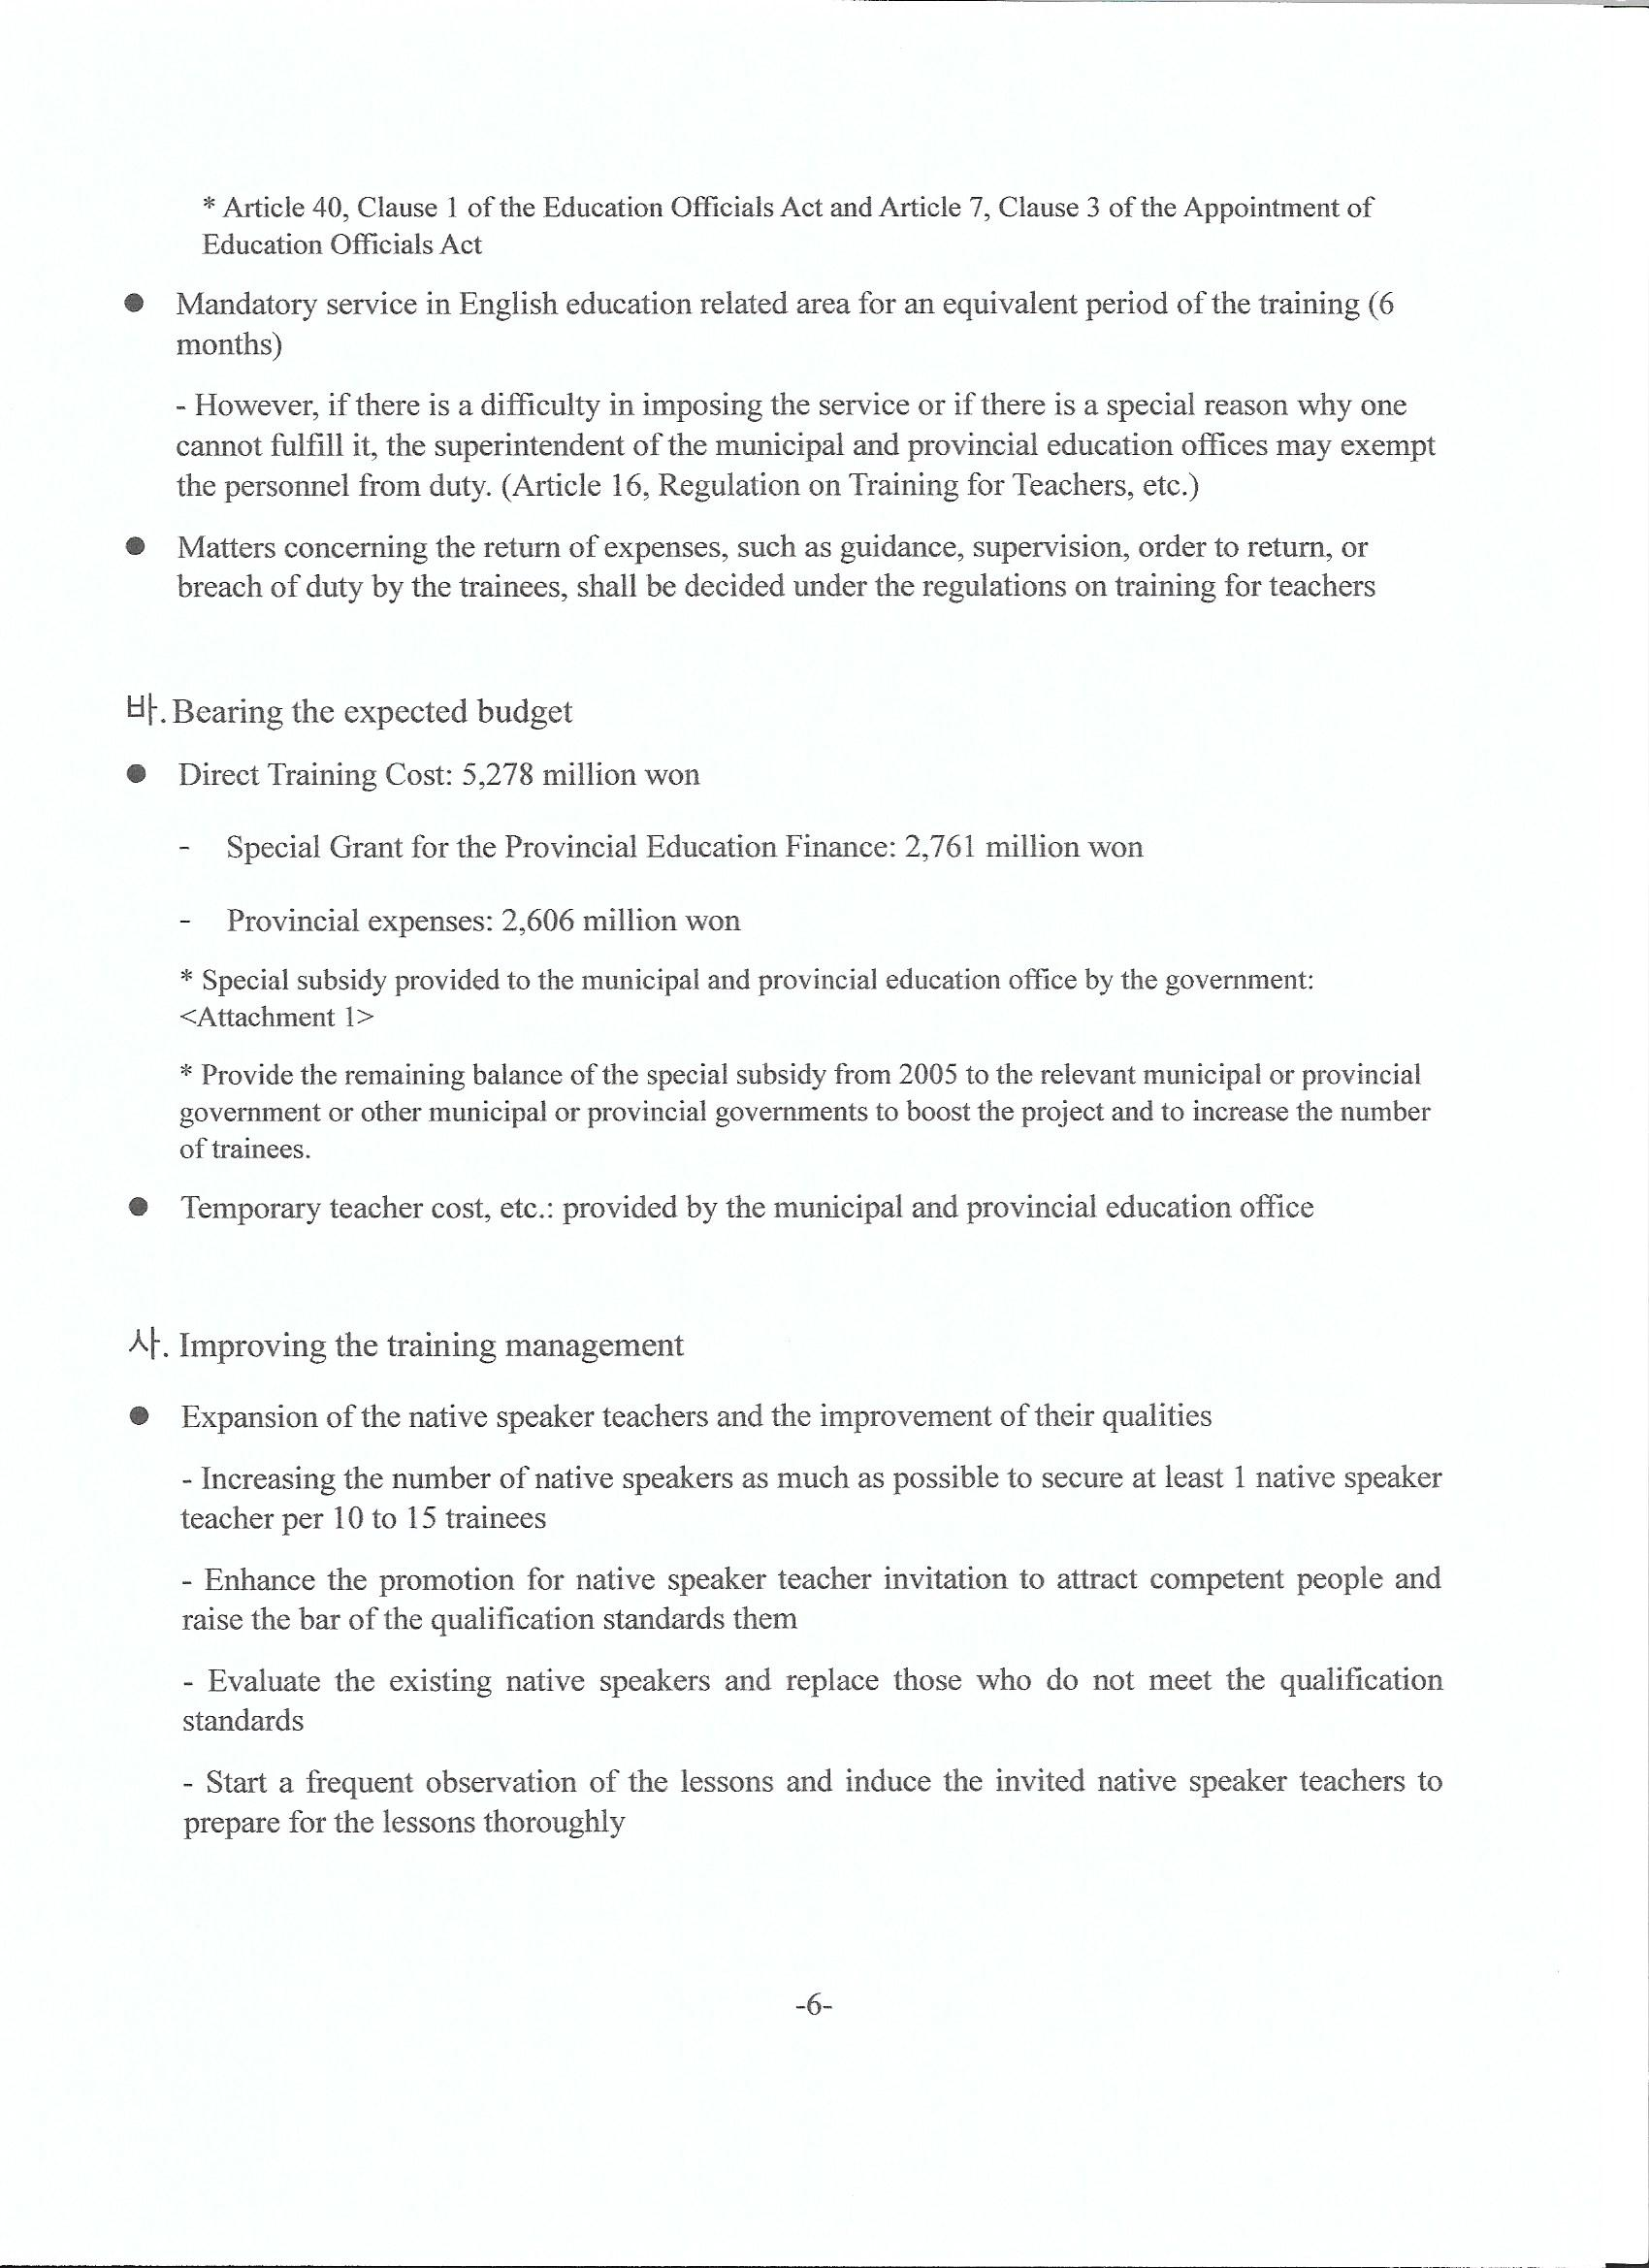 * Article 40, Clause 1 of the Education Officials Act and Article 7, Clause 3 of the Appointment of
Education Officials Act
● Mandatory service in English education related area for an equivalent period of the training (6
months)
- However, if there is a difficulty in imposing the service or if there is a special reason why one
cannot fulfill it, the superintendent of the municipal and provincial education offices may exempt
the personnel from duty. (Article 16, Regulation on Training for Teachers, etc.)
● Matters concerning the return of expenses, such as guidance, supervision, order to return, or
breach of duty by the trainees, shall be decided under the regulations on training for teachers
바. Bearing the expected budget
● Direct Training Cost: 5,278 million won
- Special Grant for the Provincial Education Finance: 2,761 million won
- Provincial expenses: 2,606 million won
* Special subsidy provided to the municipal and provincial education office by the government:
<Attachment 1>
* Provide the remaining balance of the special subsidy from 2005 to the relevant municipal or provincial
government or other municipal or provincial governments to boost the project and to increase the number
of trainees.
● Temporary teacher cost, etc.: provided by the municipal and provincial education office
사. Improving the training management
● Expansion of the native speaker teachers and the improvement of their qualities
- Increasing the number of native speakers as much as possible to secure at least 1 native speaker
teacher per 10 to 15 trainees
- Enhance the promotion for native speaker teacher invitation to attract competent people and
raise the bar of the qualification standards them
- Evaluate the existing native speakers and replace those who do not meet the qualification
standards
- Start a frequent observation of the lessons and induce the invited native speaker teachers to
prepare for the lessons thoroughly
-6-